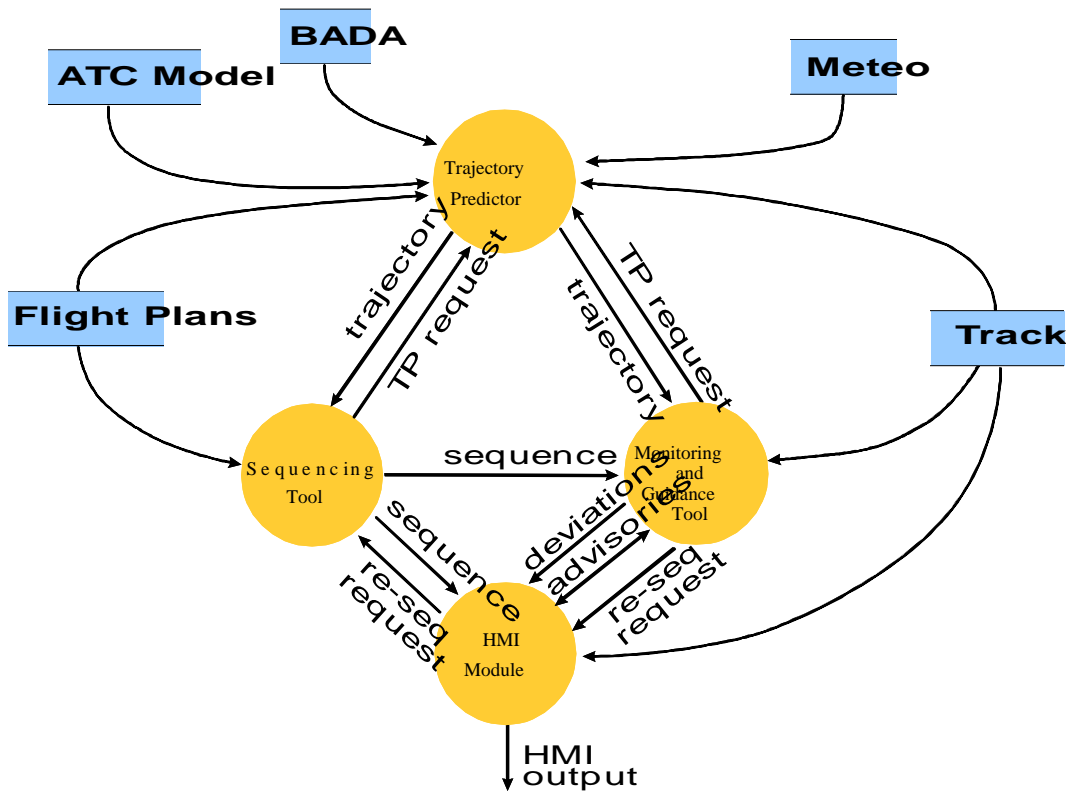 BADA
ATC Model
Meteo
Trajectory
Predictor
trajectory
TP request
TP request
trajectory
Flight Plans
Track
sequence
Sequencing
Tool
Monitoring
and
Guidance
Tool
deviations
advisories
sequence
re-seq
request
re-seq
request
HMI
Module
HMI
output